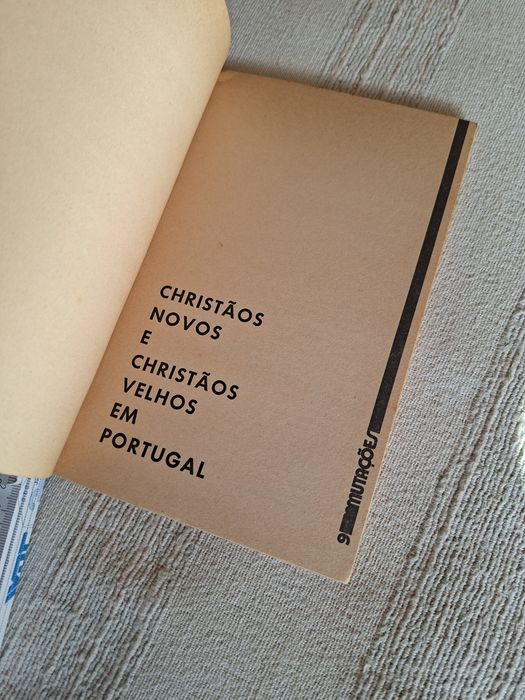 CHRISTÃOS
NOVOS
E
CHRISTÃOS
VELHOS
EM
PORTUGAL
9 MUTAÇÕES